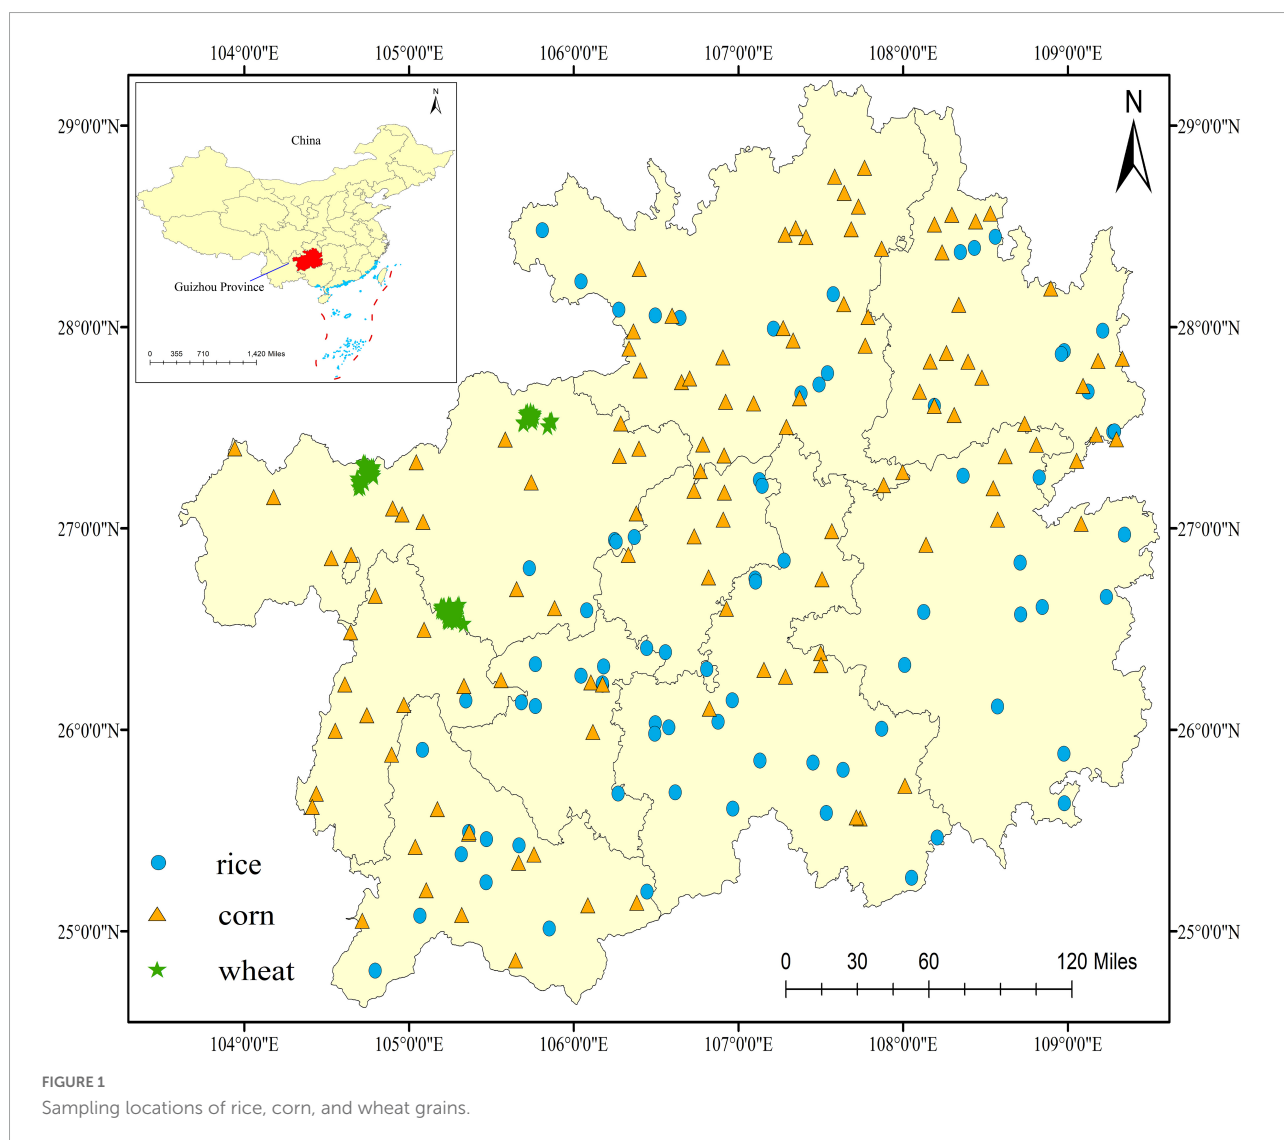 104°0'0"E 105°0'0"E 106°0'0"E 107°0'0"E 108°0'0"E 109°0'0"E
N
China
Guizhou Province
0 355 710 1,420 Miles
N
29°0'0"N 29°0'0"N
28°0'0"N 28°0'0"N
27°0'0"N 27°0'0"N
26°0'0"N 26°0'0"N
25°0'0"N 25°0'0"N
rice
corn
wheat
0 30 60 120 Miles
104°0'0"E 105°0'0"E 106°0'0"E 107°0'0"E 108°0'0"E 109°0'0"E
FIGURE 1
Sampling locations of rice, corn, and wheat grains.